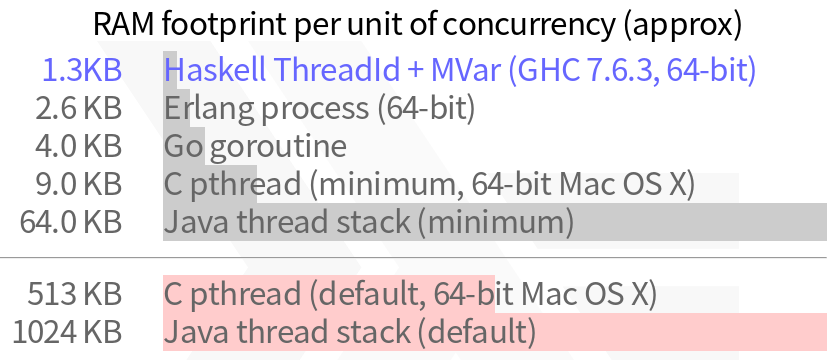 RAM footprint per unit of concurrency (approx)
1.3KB Haskell ThreadId + MVar (GHC 7.6.3, 64-bit)
2.6 KB Erlang process (64-bit)
4.0 KB Go goroutine
9.0 KB C pthread (minimum, 64-bit Mac OS X)
64.0 KB Java thread stack (minimum)
513 KB C pthread (default, 64-bit Mac OS X)
1024 KB Java thread stack (default)